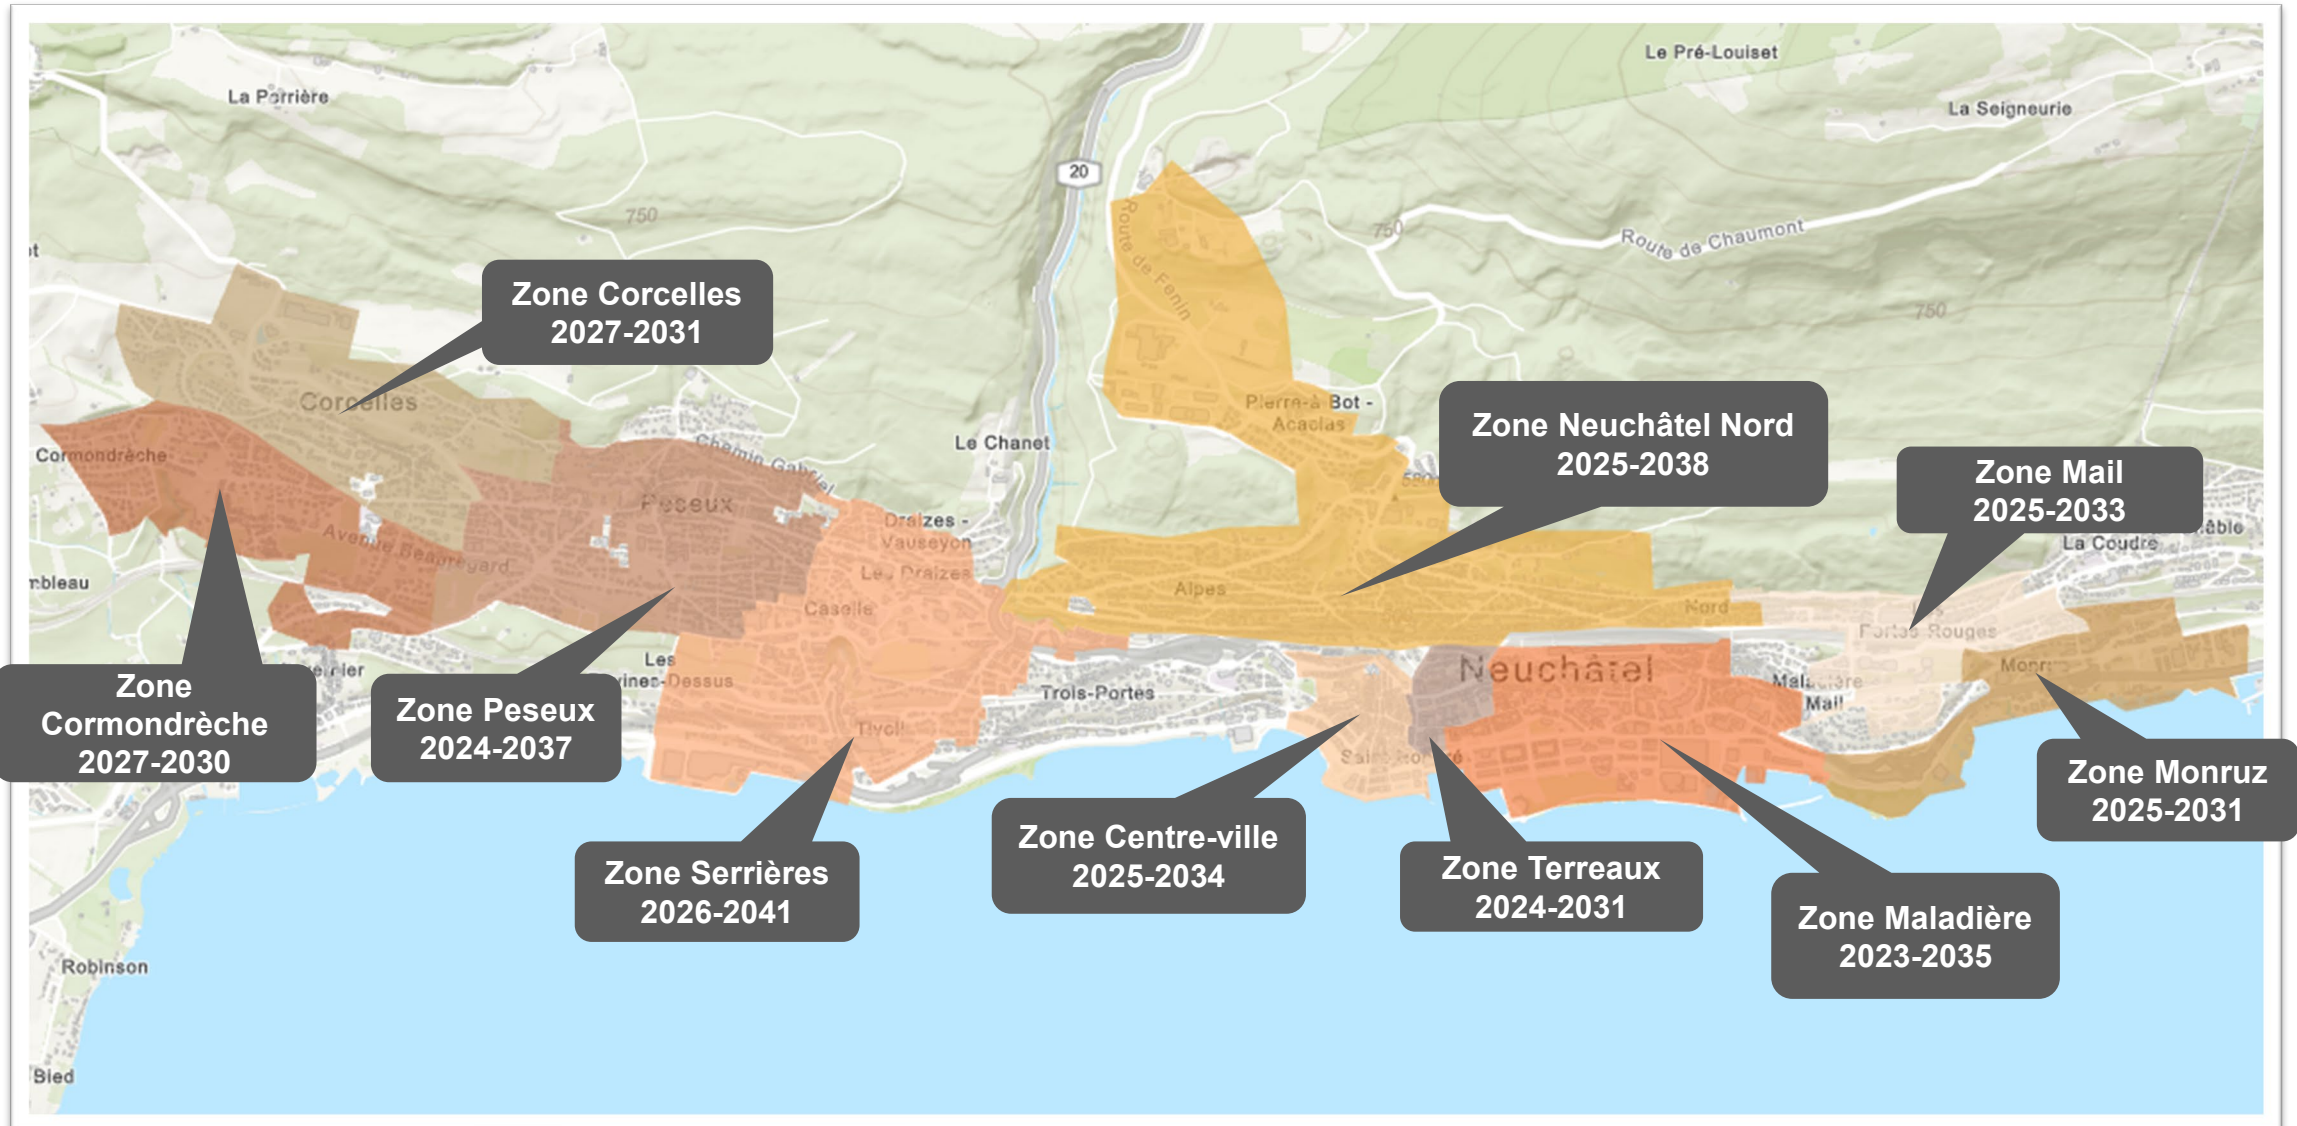 Le Pré-Louiset
La Perrière
La Seigneurie
20
750
750
Route de Chaumont
Route de Fenin
750
Zone Corcelles
2027-2031
Corcelles
Pierre-à-Bot -
Acacias
Zone Neuchâtel Nord
2025-2038
Le Chanet
Chemin Gabriel
Cormondrèche
Zone Mail
2025-2033
Peseux
Draizes -
Vauseyon
La Coudre
Avenue Beauregard
Les Draizes
Alpes
Caselle
Nord
Les
Portes-Rouges
Les
Neuchâtel
Trois-Portes
Mail
Tivoli
Zone
Cormondrèche
2027-2030
Zone Peseux
2024-2037
Zone Monruz
2025-2031
Zone Serrières
2026-2041
Zone Centre-ville
2025-2034
Zone Terreaux
2024-2031
Zone Maladière
2023-2035
Robinson
Bied